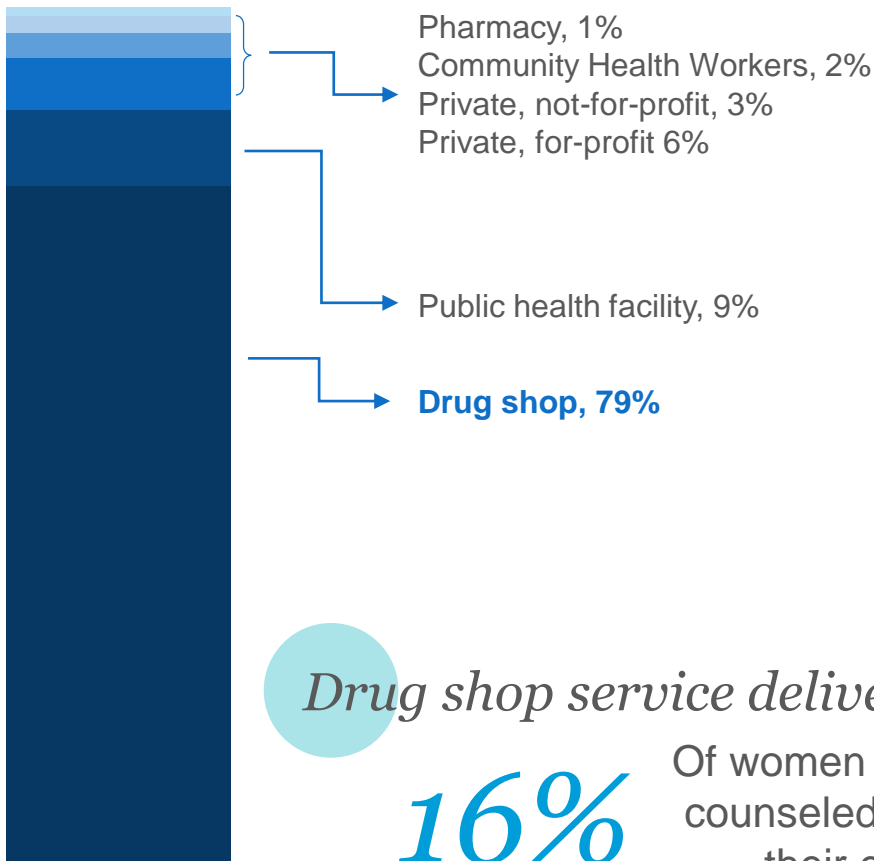 Pharmacy, 1%
Community Health Workers, 2%
Private, not-for-profit, 3%
Private, for-profit 6%
Public health facility, 9%
Drug shop, 79%
Drug shop service
16%
Of women
counseled
their